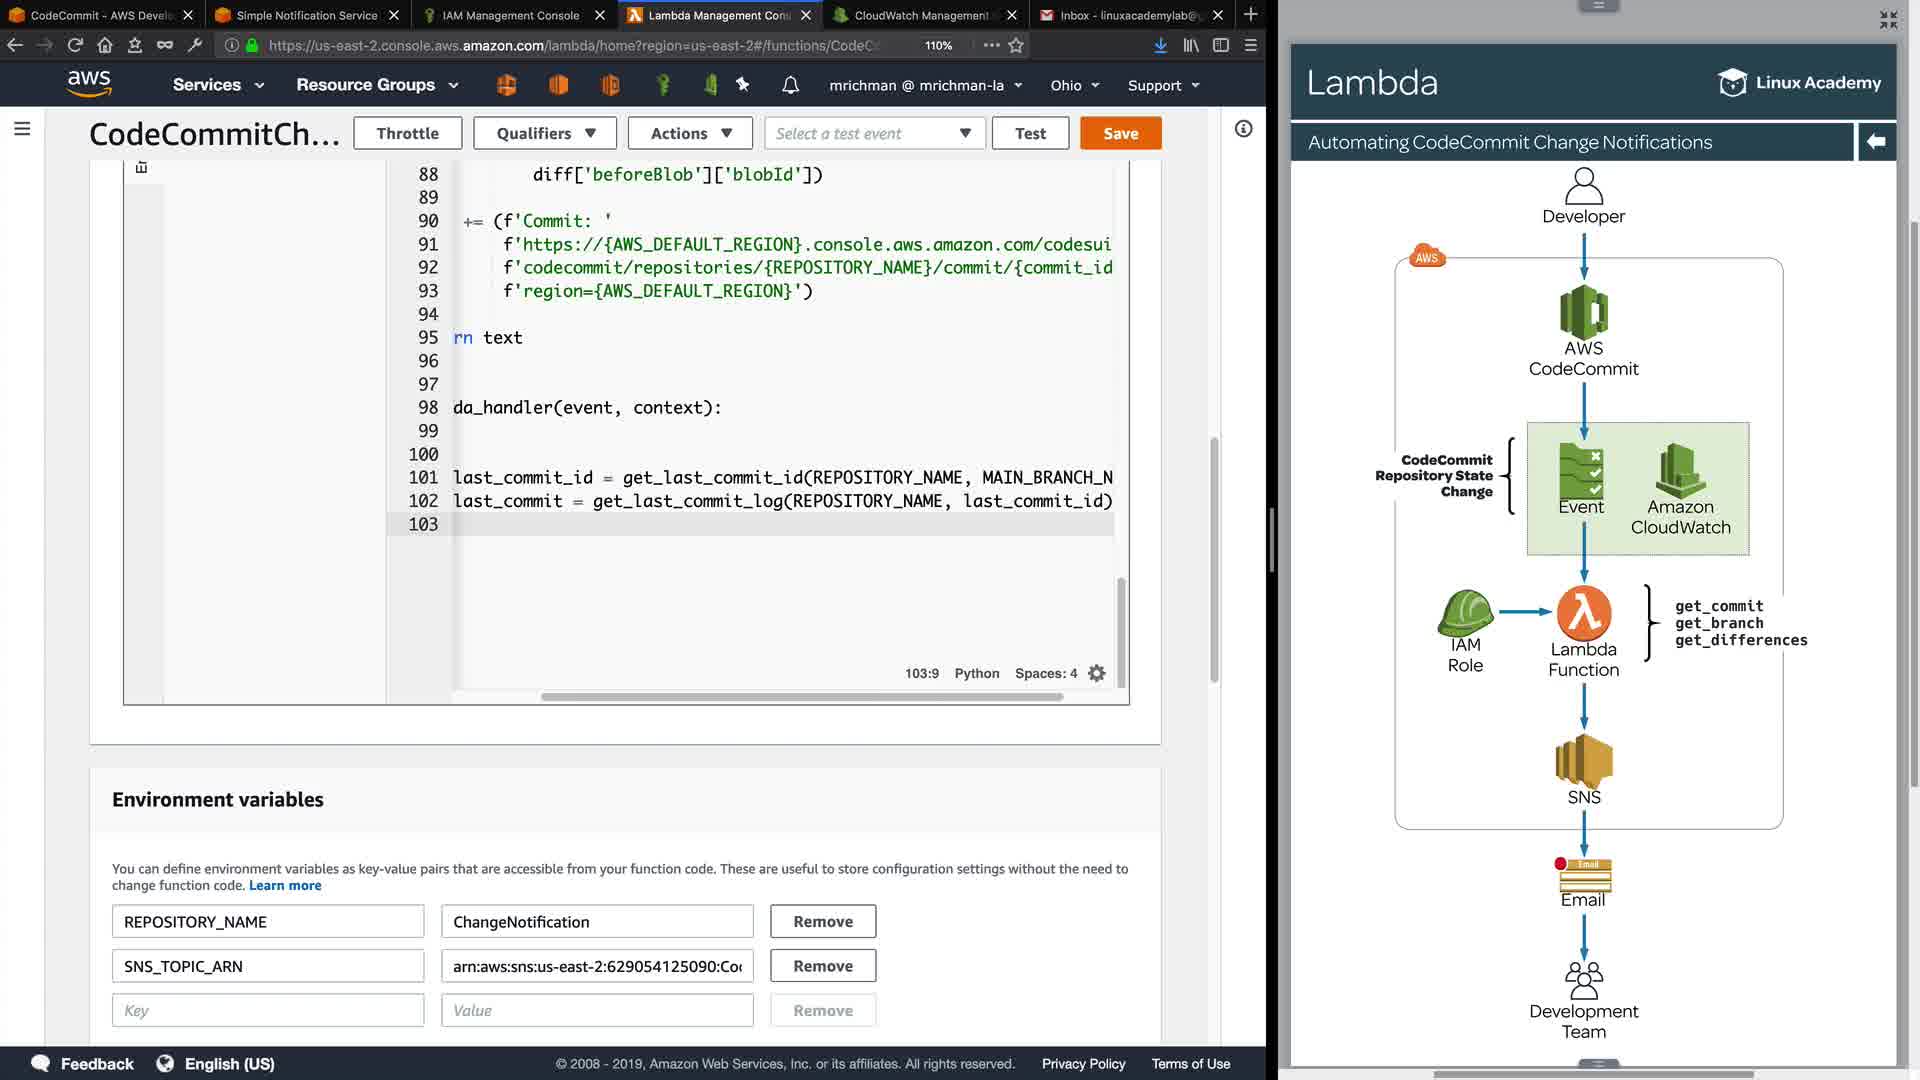 CodeCommit - AWS Develo
Simple Notification Service
IAM Management Console
Lambda Management Cons
CloudWatch Management
Inbox - linuxacademylab@g
https://us-east-2.console.aws.amazon.com/lambda/home?region=us-east-2#/functions/CodeCo
110%
aws
Services
Resource Groups
mrichman @ mrichman-la
Ohio
Support
CodeCommitCh...
Throttle
Qualifiers
Actions
Select a test event
Test
Save
88 diff['beforeBlob']['blobId'])
89
90 += (f'Commit: '
91 f'https://{AWS_DEFAULT_REGION}.console.aws.amazon.com/codesui
92 f'codecommit/repositories/{REPOSITORY_NAME}/commit/{commit_id
93 f'region={AWS_DEFAULT_REGION}')
94
95 rn text
96
97
98 da_handler(event, context):
99
100
101 last_commit_id = get_last_commit_id(REPOSITORY_NAME, MAIN_BRANCH_N
102 last_commit = get_last_commit_log(REPOSITORY_NAME, last_commit_id)
103
103:9 Python Spaces: 4
Environment variables
You can define environment variables as key-value pairs that are accessible from your function code. These are useful to store configuration settings without the need to
change function code. Learn more
REPOSITORY_NAME
ChangeNotification
Remove
SNS_TOPIC_ARN
arn:aws:sns:us-east-2:629054125090:Co
Remove
Key
Value
Remove
Feedback
English (US)
© 2008 - 2019, Amazon Web Services, Inc. or its affiliates. All rights reserved.
Privacy Policy
Terms of Use
Lambda
Linux Academy
Automating CodeCommit Change Notifications
Developer
AWS
AWS
CodeCommit
CodeCommit
Repository State
Change
Event
Amazon
CloudWatch
IAM
Role
Lambda
Function
get_commit
get_branch
get_differences
SNS
Email
Email
Development
Team